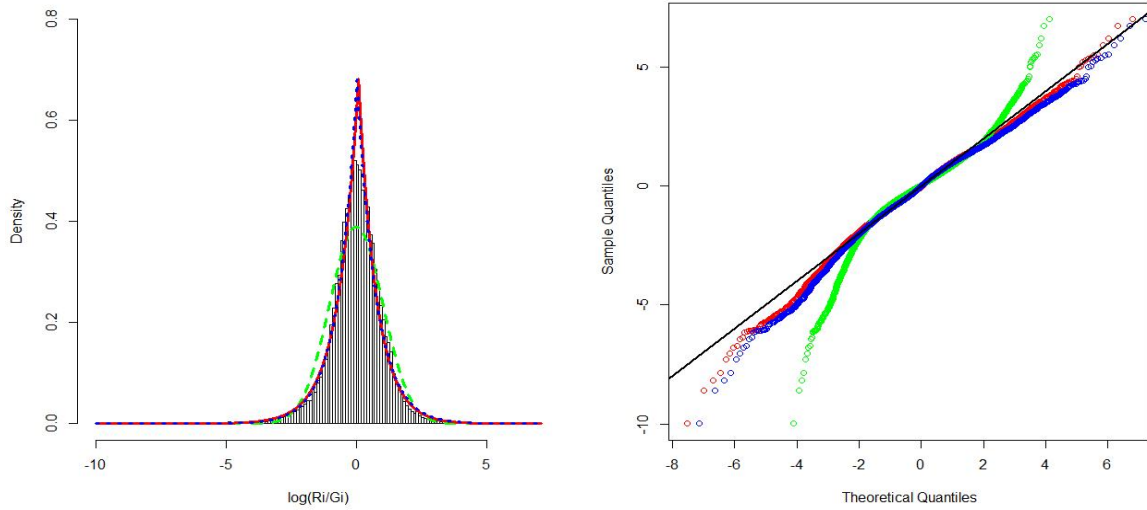 0.8
0.6
0.4
0.2
0.0
Density
-10 -5 0 5
log(Ri/Gi)
5
0
-5
-10
Sample Quantiles
-8 -6 -4 -2 0 2 4 6
Theoretical Quantiles